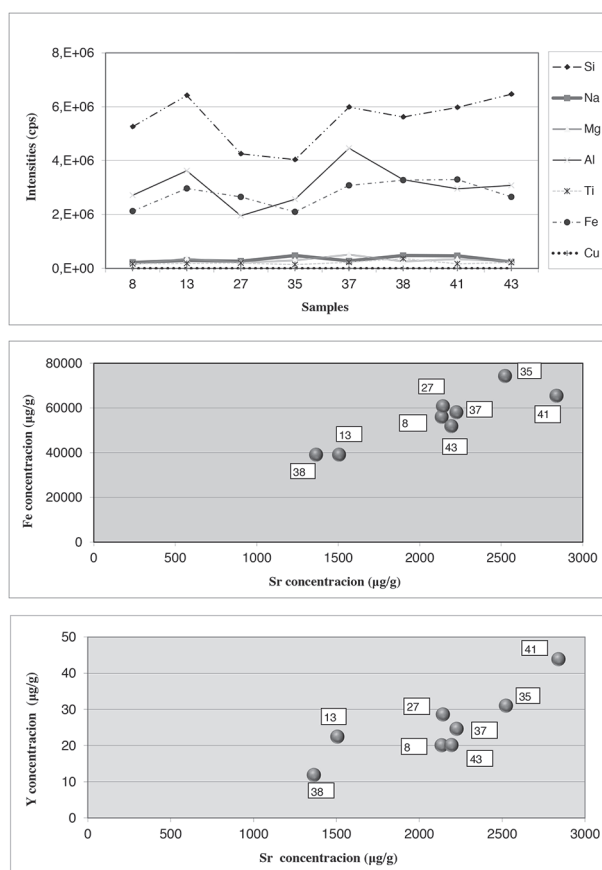 8,E+06
6,E+06
4,E+06
2,E+06
0,E+00
Intensities (cps)
8 13 27 35 37 38 41 43
Samples
Si
Na
Mg
Al
Ti
Fe
Cu
80000
60000
40000
20000
0
Fe concentracion (µg/g)
35
27
37
41
8
13
43
38
0 500 1000 1500 2000 2500 3000
Sr concentracion (µg/g)
50
40
30
20
10
0
Y concentracion (µg/g)
41
35
27
13
37
8
43
38
0 500 1000 1500 2000 2500 3000
Sr concentracion (µg/g)